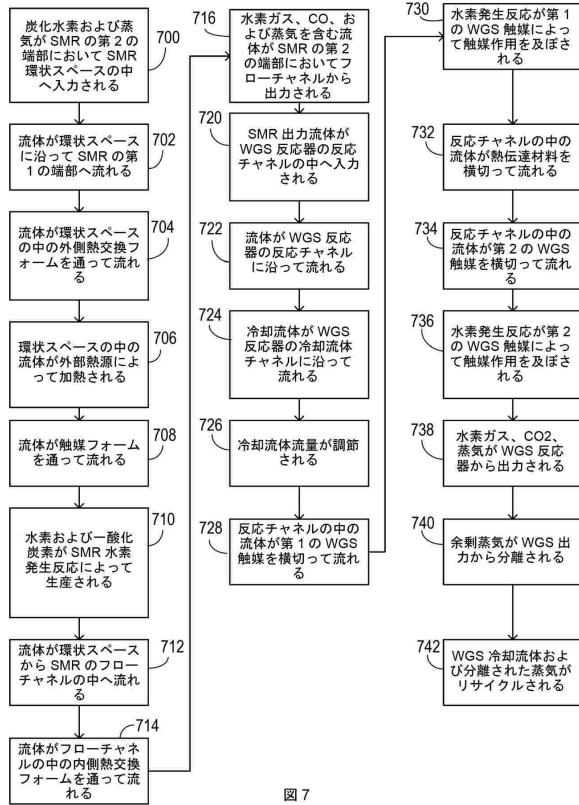 炭化水素および蒸
気が SMR の第 2 の
端部において SMR
環状スペースの中
へ入力される
700
流体が環状スペース
に沿って SMR の第
1 の端部へ流れる
702
流体が環状スペース
の中の外側熱交換フ
ォームを通って流れ
る
704
環状スペースの中の
流体が外部熱源によ
って加熱される
706
流体が触媒フォーム
を通って流れる
708
水素および一酸化
炭素が SMR 水素
発生反応によって
生産される
710
流体が環状スペース
から SMR のフロー
チャネルの中へ流れ
る
712
流体がフローチャネ
ルの中の内側熱交換
フォームを通って流れ
る
714
水素ガス、CO、お
よび蒸気を含む流
体が SMR の第 2
の端部においてフ
ローチャネルから
出力される
716
SMR 出力流体が
WGS 反応器の反応
チャネルの中へ入力
される
720
流体が WGS 反応
器の反応チャネル
に沿って流れる
722
冷却流体が WGS
反応器の冷却流体
チャネルに沿って
流れる
724
冷却流体流量が調節
される
726
反応チャネルの中の
流体が第 1 の WGS
触媒を横切って流れ
る
728
水素発生反応が第 1
の WGS 触媒によっ
て触媒作用を及ぼさ
れる
730
反応チャネルの中の
流体が熱伝達材料を
横切って流れる
732
反応チャネルの中の
流体が第 2 の WGS
触媒を横切って流れ
る
734
水素発生反応が第 2
の WGS 触媒によっ
て触媒作用を及ぼさ
れる
736
水素ガス、CO2、
蒸気が WGS 反応
器から出力される
738
余剰蒸気が WGS 出
力から分離される
740
WGS 冷却流体およ
び分離された蒸気が
リサイクルされる
742
図 7